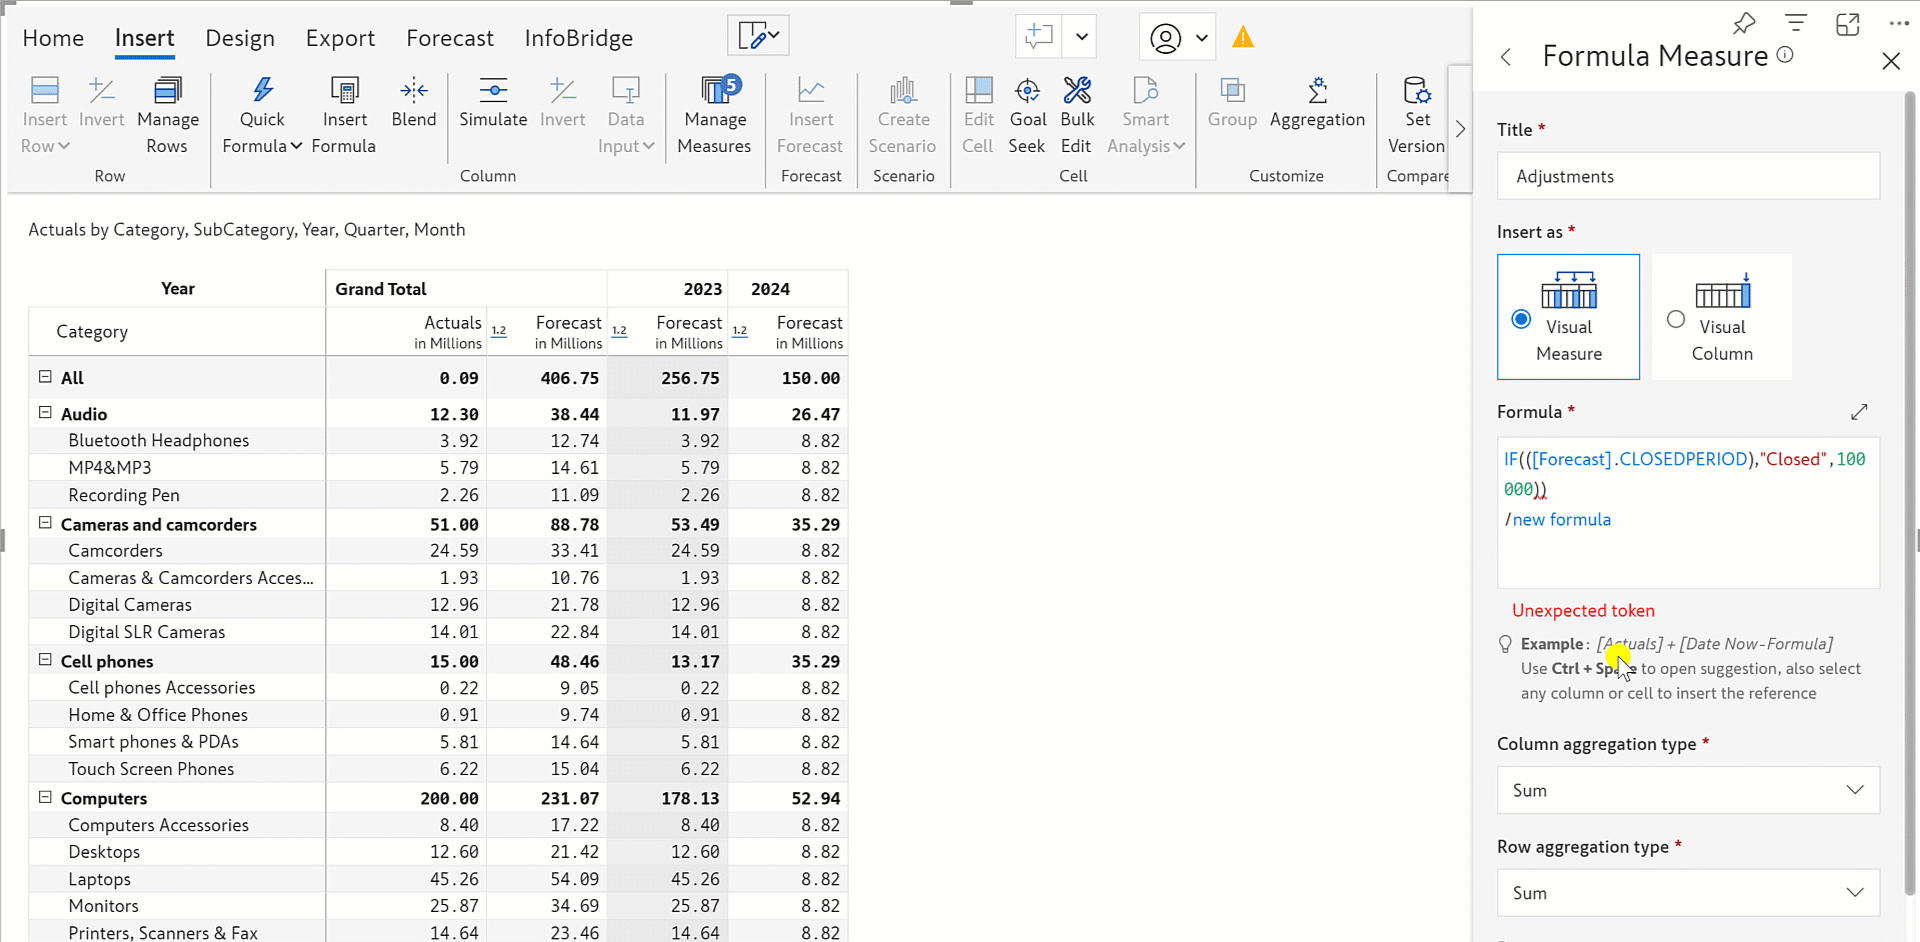 Home Insert Design Export Forecast InfoBridge
Insert Row
Invert
Manage Rows
Row
Quick Formula
Insert Formula
Blend
Simulate
Invert
Data Input
Column
5
Manage Measures
Insert Forecast
Forecast
Create Scenario
Scenario
Edit Cell
Goal Seek
Bulk Edit
Smart Analysis
Cell
Group
Aggregation
Customize
Set Version
Compare
Actuals by Category, SubCategory, Year, Quarter, Month
Year Grand Total 2023 2024
Category Actuals 1.2 Forecast 1.2 Forecast 1.2 Forecast
in Millions in Millions in Millions in Millions
All 0.09 406.75 256.75 150.00
Audio 12.30 38.44 11.97 26.47
Bluetooth Headphones 3.92 12.74 3.92 8.82
MP4&MP3 5.79 14.61 5.79 8.82
Recording Pen 2.26 11.09 2.26 8.82
Cameras and camcorders 51.00 88.78 53.49 35.29
Camcorders 24.59 33.41 24.59 8.82
Cameras & Camcorders Acces... 1.93 10.76 1.93 8.82
Digital Cameras 12.96 21.78 12.96 8.82
Digital SLR Cameras 14.01 22.84 14.01 8.82
Cell phones 15.00 48.46 13.17 35.29
Cell phones Accessories 0.22 9.05 0.22 8.82
Home & Office Phones 0.91 9.74 0.91 8.82
Smart phones & PDAs 5.81 14.64 5.81 8.82
Touch Screen Phones 6.22 15.04 6.22 8.82
Computers 200.00 231.07 178.13 52.94
Computers Accessories 8.40 17.22 8.40 8.82
Desktops 12.60 21.42 12.60 8.82
Laptops 45.26 54.09 45.26 8.82
Monitors 25.87 34.69 25.87 8.82
Printers, Scanners & Fax 14.64 23.46 14.64 8.82
Formula Measure
Title *
Adjustments
Insert as *
Visual Measure
Visual Column
Formula *
IF(([Forecast].CLOSEDPERIOD),"Closed",100
000))
/new formula
Unexpected token
Example: [Actuals] + [Date Now-Formula]
Use Ctrl + Space to open suggestion, also select
any column or cell to insert the reference
Column aggregation type *
Sum
Row aggregation type *
Sum